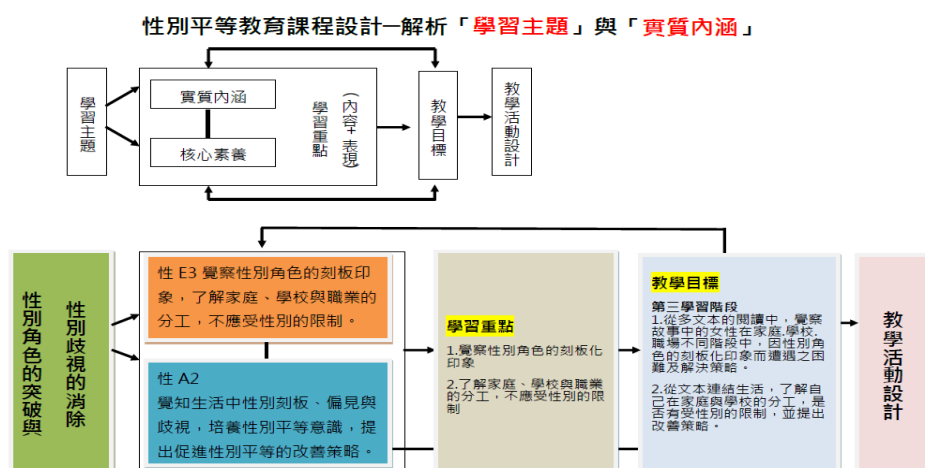 性別平等教育課程設計─解析「學習主題」與「實質內涵」
學習主題
實質內涵
核心素養
學習重點
(內容+ 表現)
教學目標
教學活動設計
性別角色的突破與
性別歧視的消除
性 E3 覺察性別角色的刻板印
象，了解家庭、學校與職業的
分工，不應受性別的限制。
性 A2
覺知生活中性別刻板、偏見與
歧視，培養性別平等意識，提
出促進性別平等的改善策略。
學習重點
1.覺察性別角色的刻板化
印象
2.了解家庭、學校與職業
的分工，不應受性別的限
制
教學目標
第三學習階段
1.從多文本的閱讀中，覺察
故事中的女性在家庭.學校.
職場不同階段中，因性別角
色的刻板化印象而遭遇之困
難及解決策略。
2.從文本連結生活，了解自
己在家庭與學校的分工，是
否有受性別的限制，並提出
改善策略。
教學活動設計